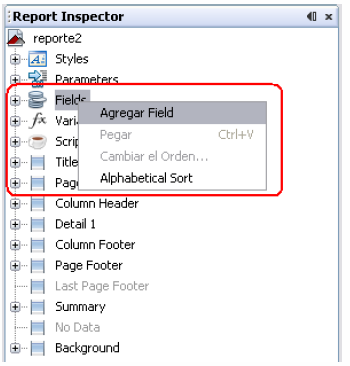 Report Inspector
reporte2
Styles
Parameters
Fields
Agregar Field
Vari
Pegar Ctrl+V
Scrip
Cambiar el Orden...
Title
Alphabetical Sort
Page
Column Header
Detail 1
Column Footer
Page Footer
Last Page Footer
Summary
No Data
Background